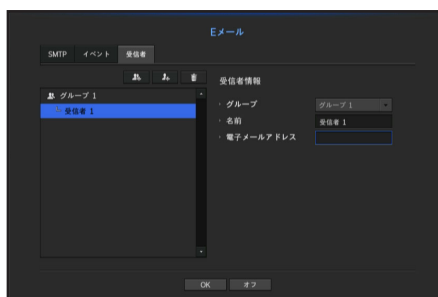 Eメール
SMTP イベント 受信者
グループ 1
受信者 1
受信者情報
グループ グループ 1
名前 受信者 1
電子メールアドレス
OK オフ